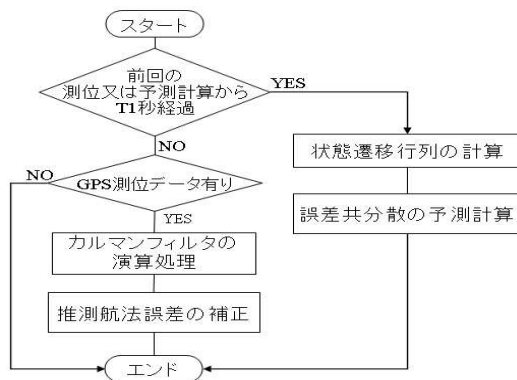 スタート
前回の
測位又は予測計算から
T1秒経過
YES
NO
状態遷移行列の計算
NO
GPS測位データ有り
誤差共分散の予測計算
YES
カルマンフィルタの
演算処理
推測航法誤差の補正
エンド